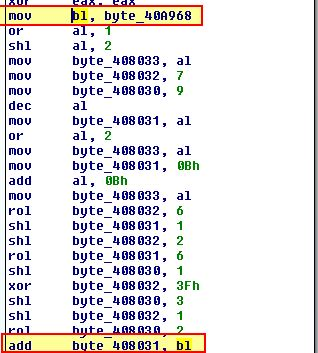 xor eax, eax
mov bl, byte_40A968
or al, 1
shl al, 2
mov byte_408033, al
mov byte_408032, 7
mov byte_408030, 9
dec al
mov byte_408031, al
or al, 2
mov byte_408033, al
mov byte_408031, 0Bh
add al, 0Bh
mov byte_408033, al
rol byte_408032, 6
shl byte_408031, 1
shl byte_408032, 2
rol byte_408031, 6
shl byte_408030, 1
xor byte_408032, 3Fh
shl byte_408030, 3
shl byte_408032, 1
rol byte_408030, 2
add byte_408031, bl